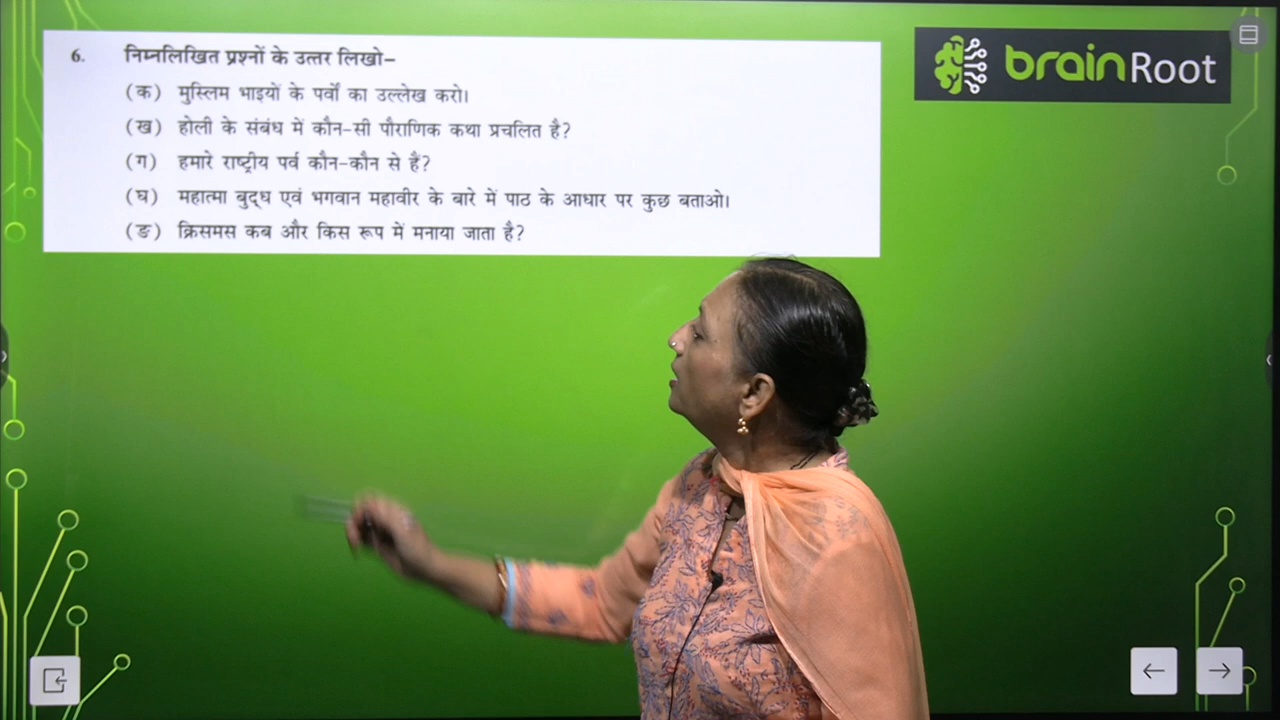 6. निम्नलिखित प्रश्नों के उत्तर लिखो–
(क) मुस्लिम भाइयों के पर्वों का उल्लेख करो।
(ख) होली के संबंध में कौन-सी पौराणिक कथा प्रचलित है?
(ग) हमारे राष्ट्रीय पर्व कौन-कौन से हैं?
(घ) महात्मा बुद्ध एवं भगवान महावीर के बारे में पाठ के आधार पर कुछ बताओ।
(ङ) क्रिसमस कब और किस रूप में मनाया जाता है?
brainRoot